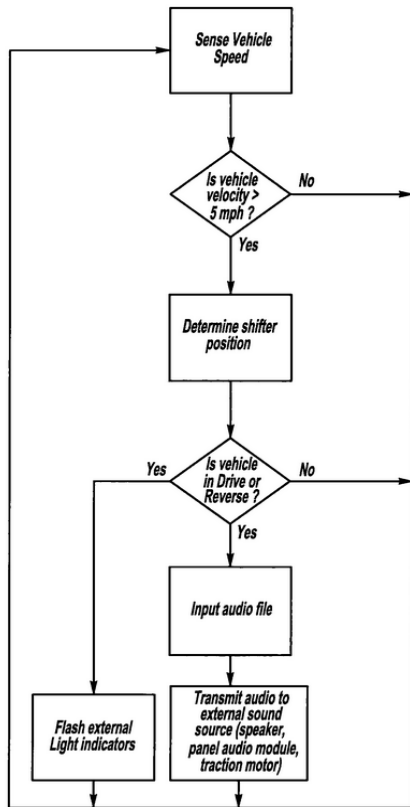 Sense Vehicle
Speed
Is vehicle
velocity >
5 mph ?
No
Yes
Determine shifter
position
Yes
Is vehicle
in Drive or
Reverse ?
No
Yes
Input audio file
Flash external
Light indicators
Transmit audio to
external sound
source (speaker,
panel audio module,
traction motor)